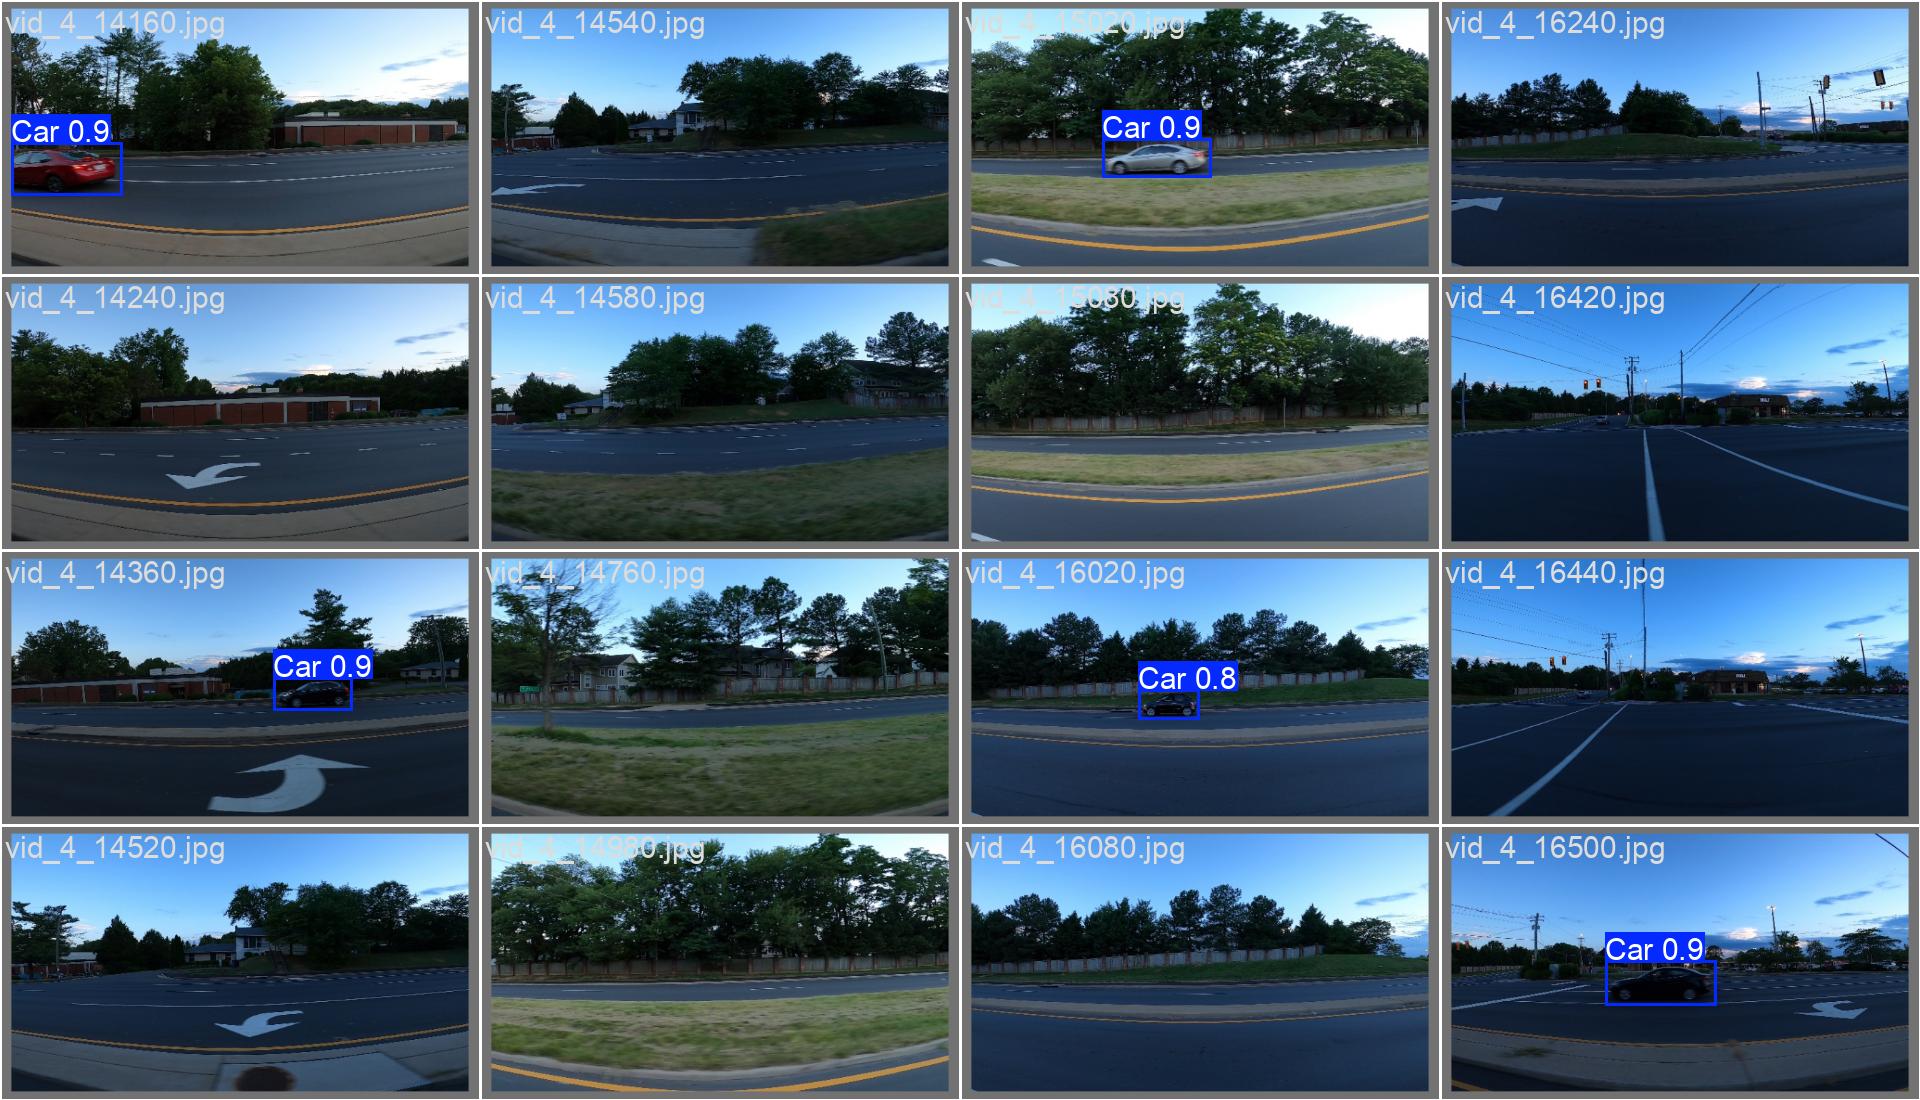 vid_4_14160.jpg
Car 0.9
vid_4_14540.jpg
vid_4_15020.jpg
Car 0.9
vid_4_16240.jpg
vid_4_14240.jpg
vid_4_14580.jpg
vid_4_15080.jpg
vid_4_16420.jpg
vid_4_14360.jpg
Car 0.9
vid_4_14760.jpg
vid_4_16020.jpg
Car 0.8
vid_4_16440.jpg
vid_4_14520.jpg
vid_4_14980.jpg
vid_4_16080.jpg
vid_4_16500.jpg
Car 0.9